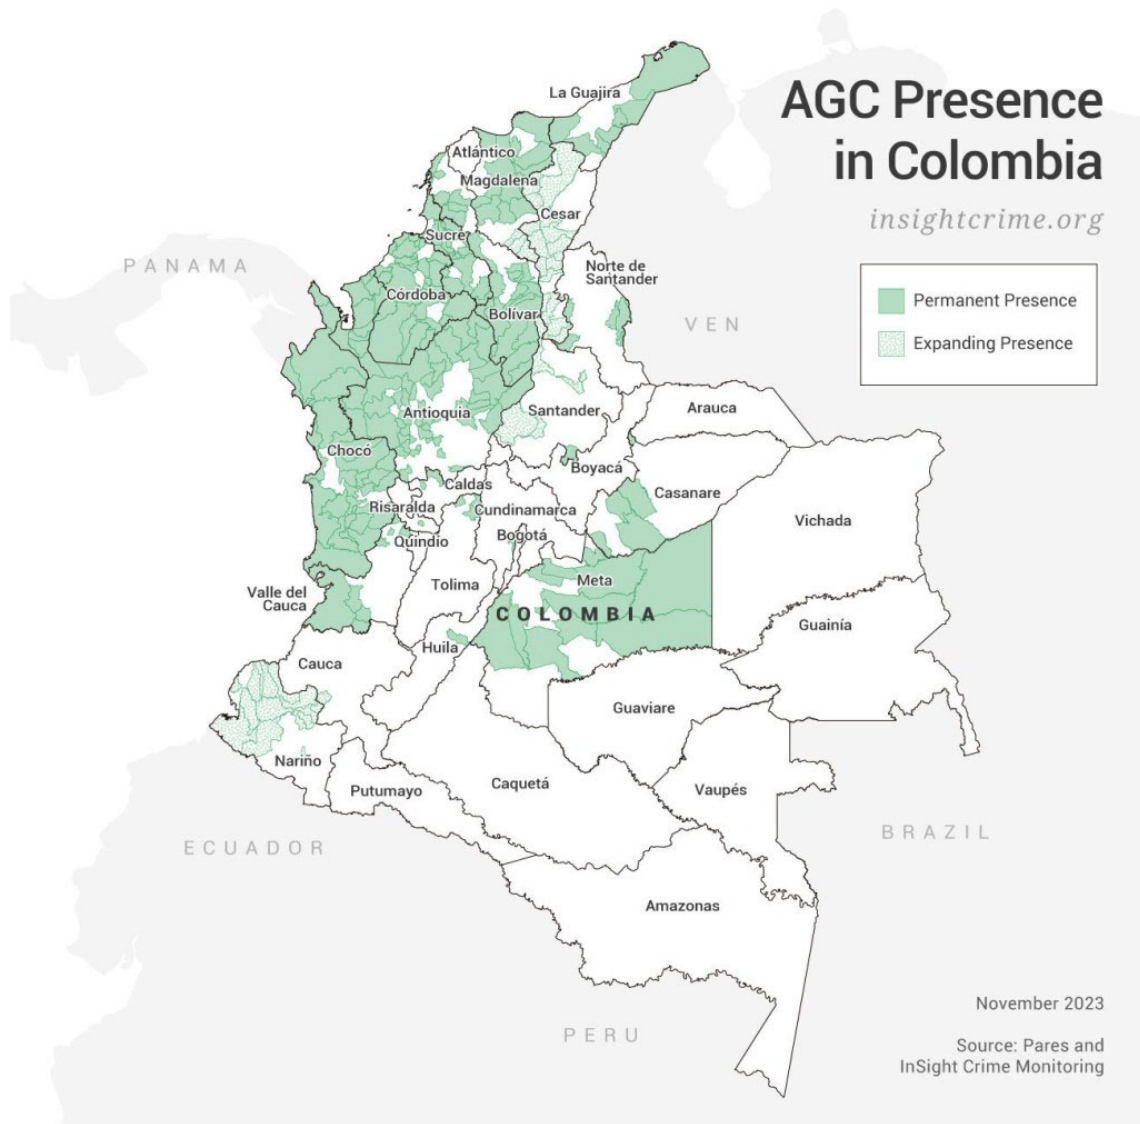 AGC Presence
in Colombia
insightcrime.org
Permanent Presence
Expanding Presence
PANAMA
VEN
La Guajira
Atlántico
Magdalena
Cesar
Sucre
Norte de
Santander
Córdoba
Bolívar
Antioquia
Santander
Arauca
Chocó
Boyacá
Caldas
Casanare
Risaralda
Cundinamarca
Vichada
Quindio
Bogotá
Tolima
Meta
Valle del
Cauca
COLOMBIA
Guainía
Huila
Cauca
Guaviare
Nariño
Putumayo
Caquetá
Vaupés
ECUADOR
BRAZIL
Amazonas
PERU
November 2023
Source: Pares and
InSight Crime Monitoring